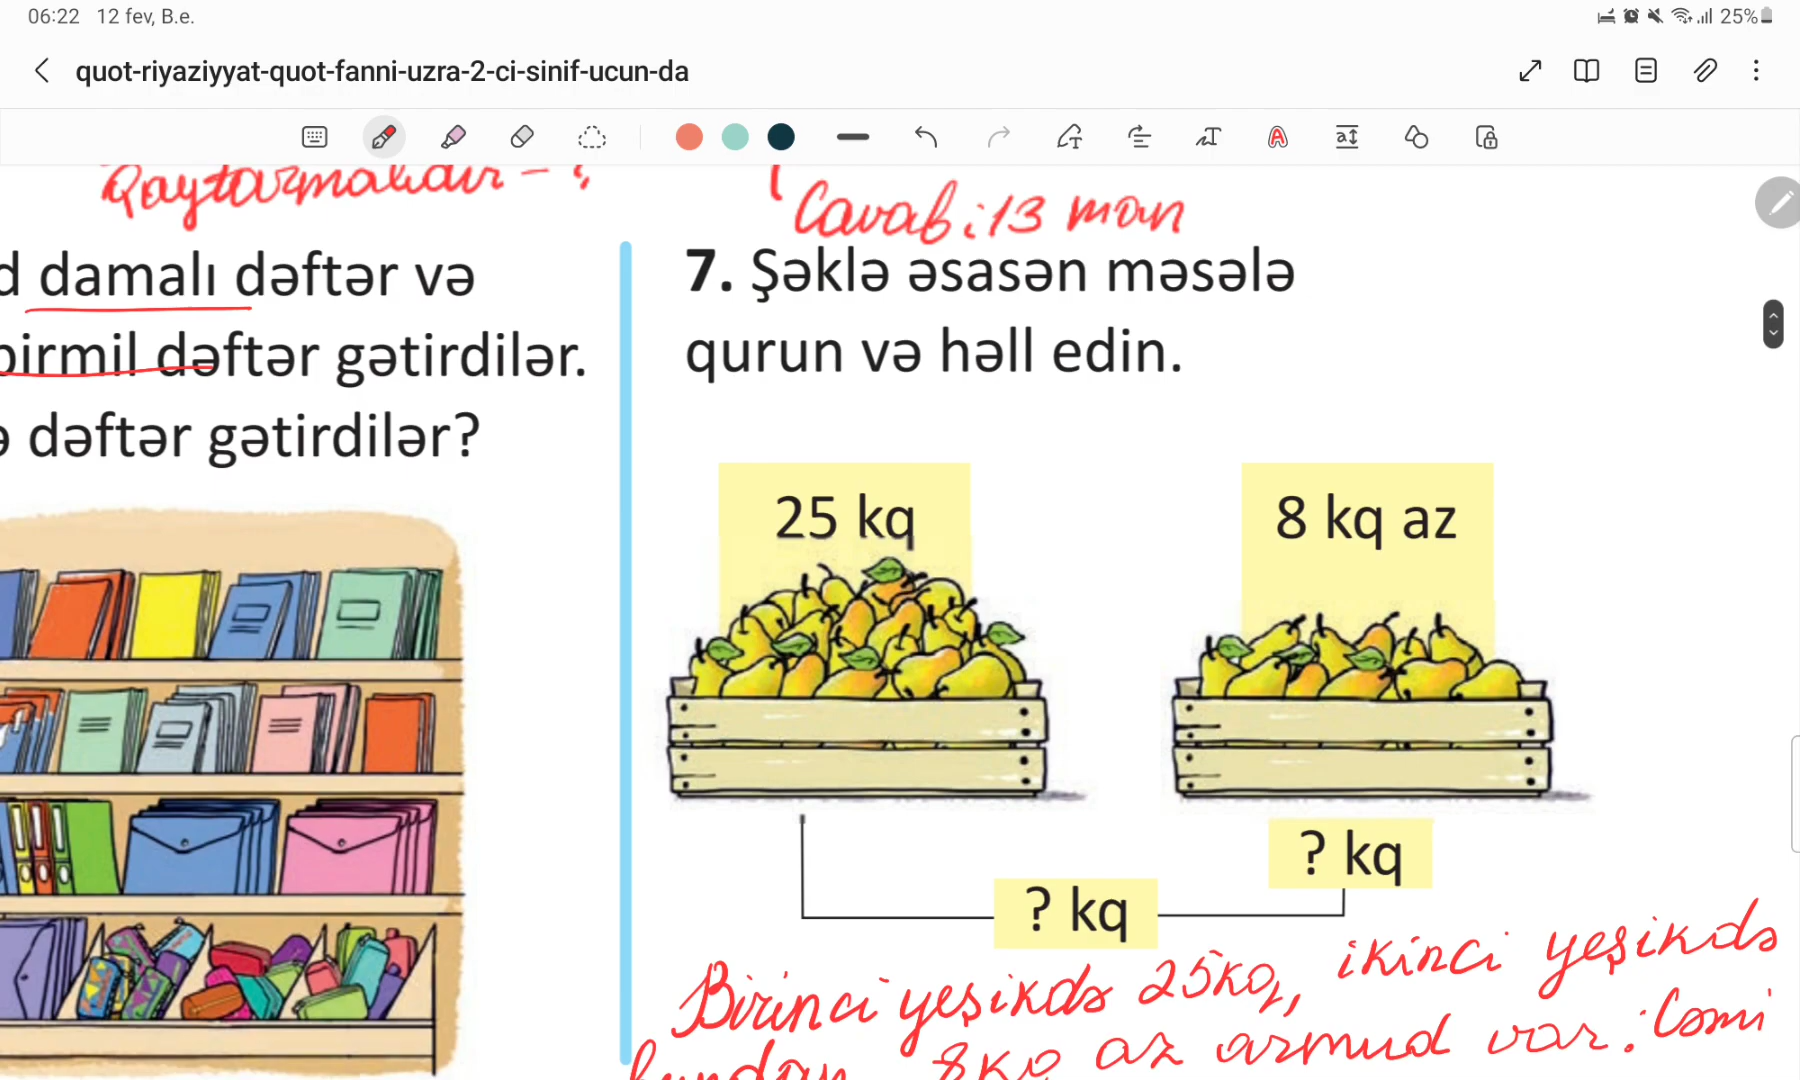 06:22 12 fev, B.e.
25%
quot-riyaziyyat-quot-fanni-uzra-2-ci-sinif-ucun-da
Qaytarmalıdır - ?
Cavab: 13 man
d damalı dəftər və
birmil dəftər gətirdilər.
ə dəftər gətirdilər?
7. Şəklə əsasən məsələ
qurun və həll edin.
25 kq
8 kq az
? kq
? kq
Birinci yeşikdə 25kq, ikinci yeşikdə
bundan 8kq az armud var. Cəmi